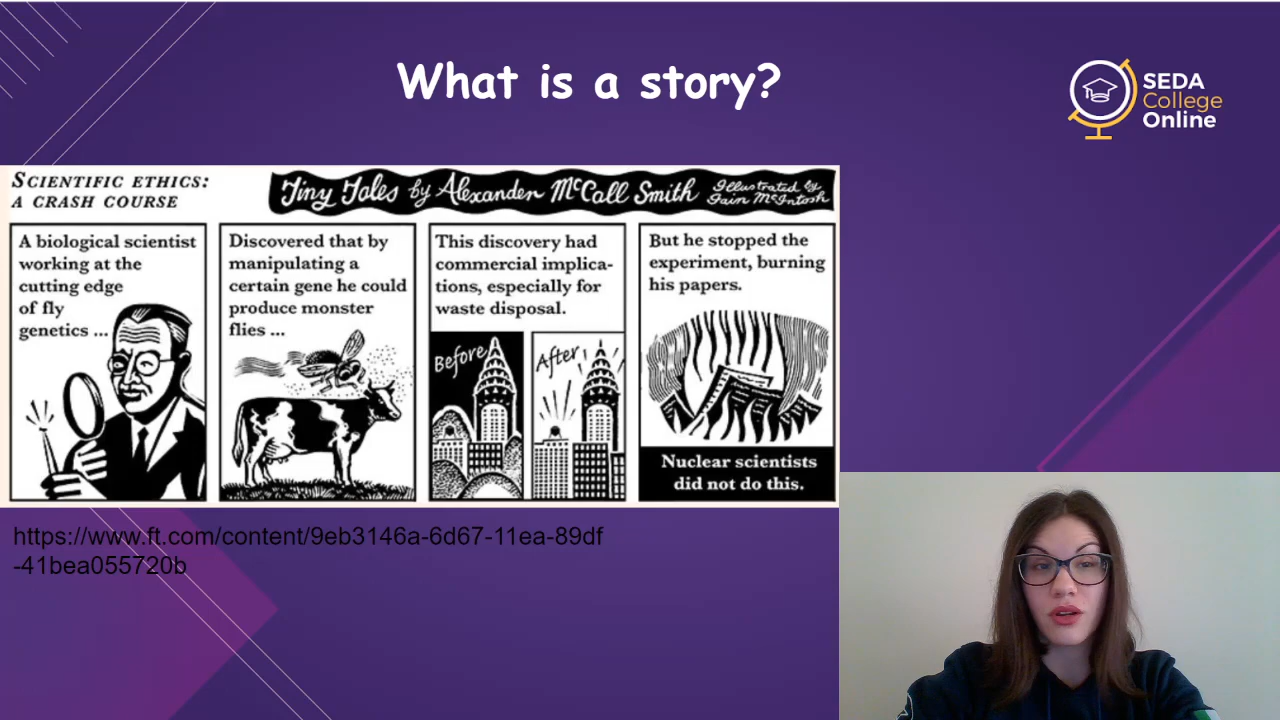 What is a story?
SEDA
College
Online
SCIENTIFIC ETHICS:
A CRASH COURSE
Tiny Tales by Alexander McCall Smith
Illustrated by
Iain McIntosh
A biological scientist
working at the
cutting edge
of fly
genetics ...
Discovered that by
manipulating a
certain gene he could
produce monster
flies ...
This discovery had
commercial implica-
tions, especially for
waste disposal.
Before
After
But he stopped the
experiment, burning
his papers.
Nuclear scientists
did not do this.
https://www.ft.com/content/9eb3146a-6d67-11ea-89df
-41bea055720b